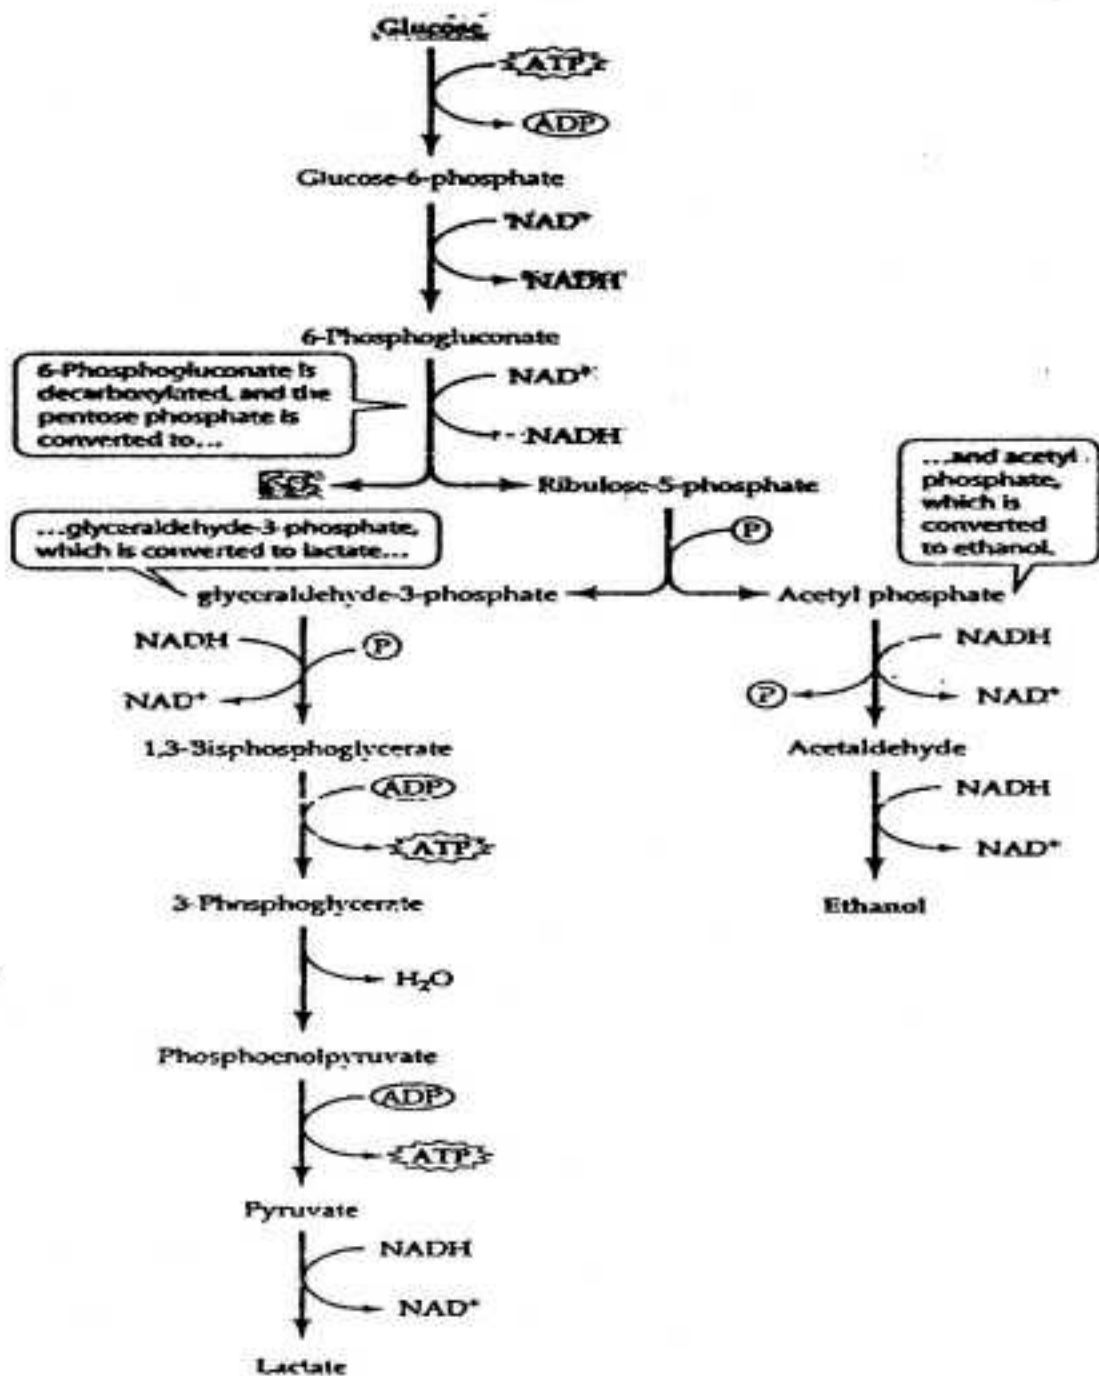 Glucose
ATP
ADP
Glucose-6-phosphate
NAD⁺
NADH
6-Phosphogluconate
6-Phosphogluconate is
decarboxylated, and the
pentose phosphate is
converted to...
NAD⁺
NADH
Ribulose-5-phosphate
...and acetyl
phosphate,
which is
converted
to ethanol.
...glyceraldehyde-3-phosphate,
which is converted to lactate...
P
glyceraldehyde-3-phosphate
Acetyl phosphate
NADH
P
NAD⁺
NADH
P
NAD⁺
1,3-Bisphosphoglycerate
Acetaldehyde
ADP
ATP
NADH
NAD⁺
3-Phosphoglycerate
Ethanol
H₂O
Phosphoenolpyruvate
ADP
ATP
Pyruvate
NADH
NAD⁺
Lactate